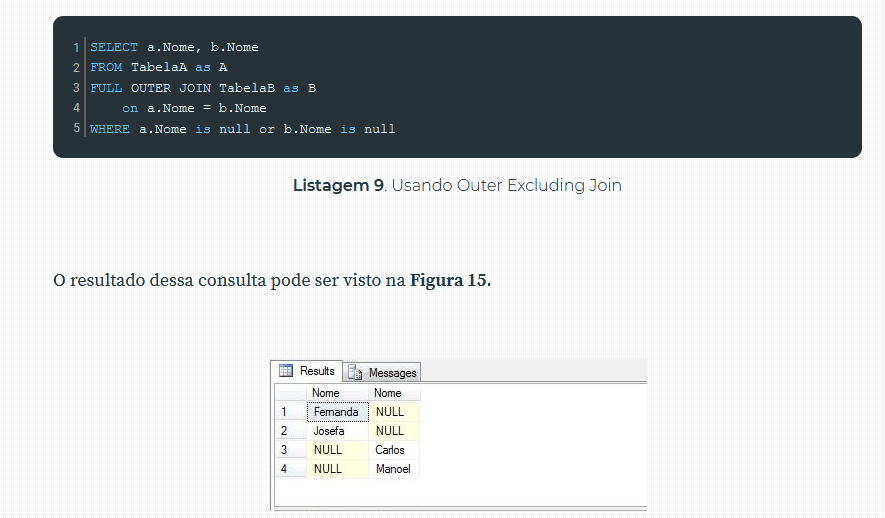 1 SELECT a.Nome, b.Nome
2 FROM TabelaA as A
3 FULL OUTER JOIN TabelaB as B
4 on a.Nome = b.Nome
5 WHERE a.Nome is null or b.Nome is null
Listagem 9. Usando Outer Excluding Join
O resultado dessa consulta pode ser visto na Figura 15.
Results Messages
Nome Nome
1 Fernanda NULL
2 Josefa NULL
3 NULL Carlos
4 NULL Manoel